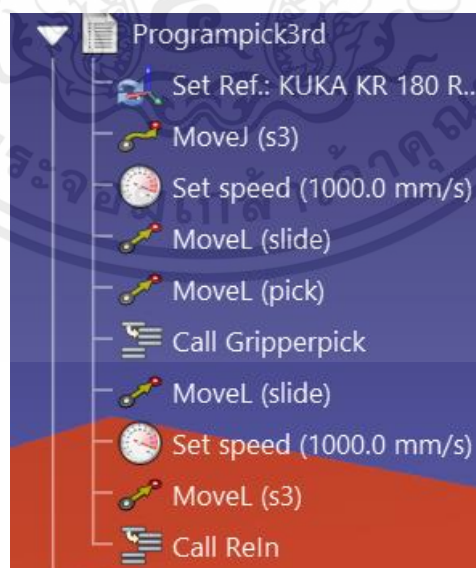 Programpick3rd
Set Ref.: KUKA KR 180 R..
MoveJ (s3)
Set speed (1000.0 mm/s)
MoveL (slide)
MoveL (pick)
Call Gripperpick
MoveL (slide)
Set speed (1000.0 mm/s)
MoveL (s3)
Call ReIn